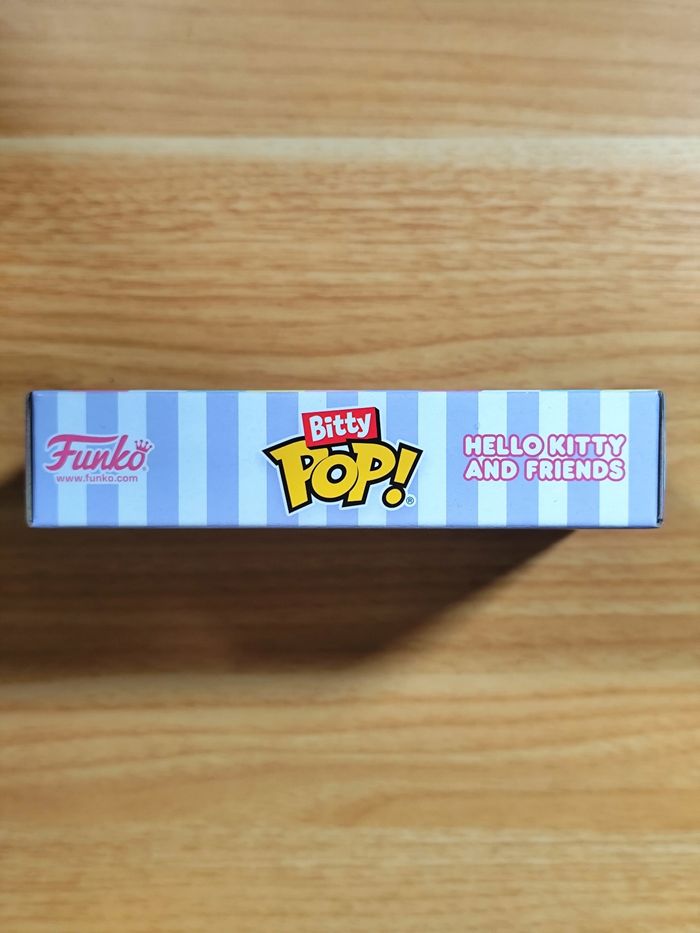 Funko
www.funko.com
Bitty
POP!®
HELLO KITTY
AND FRIENDS